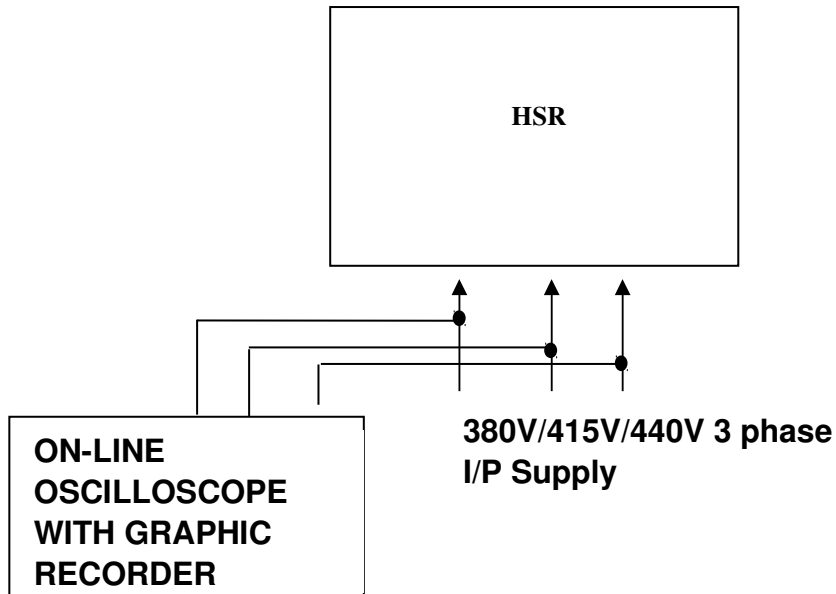 HSR
380V/415V/440V 3 phase
I/P Supply
ON-LINE
OSCILLOSCOPE
WITH GRAPHIC
RECORDER